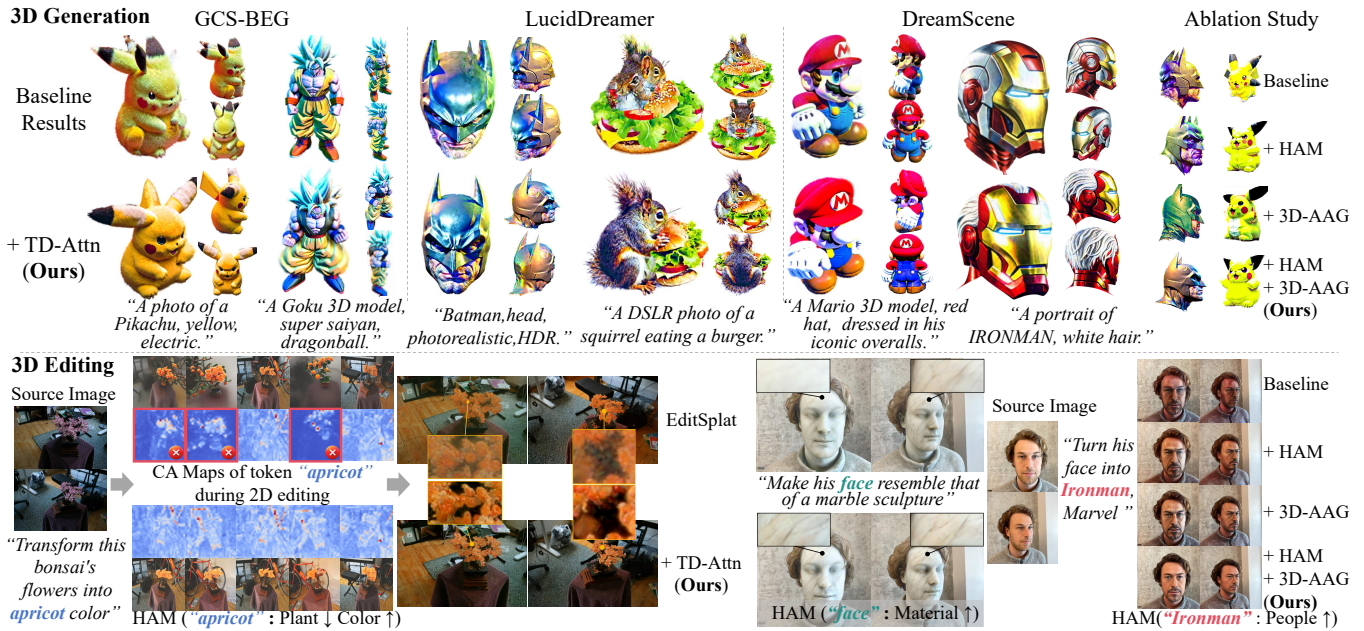 3D Generation
GCS-BEG
LucidDreamer
DreamScene
Ablation Study
Baseline
Results
+ TD-Attn
(Ours)
Baseline
+ HAM
+ 3D-AAG
+ HAM
+ 3D-AAG
(Ours)
“A photo of a
Pikachu, yellow,
electric.”
“A Goku 3D model,
super saiyan,
dragonball.”
“Batman,head,
photorealistic,HDR.”
“A DSLR photo of a
squirrel eating a burger.”
“A Mario 3D model, red
hat, dressed in his
iconic overalls.”
“A portrait of
IRONMAN, white hair.”
3D Editing
Source Image
“Transform this
bonsai's
flowers into
apricot color”
CA Maps of token “apricot”
during 2D editing
HAM (“apricot” : Plant ↓ Color ↑)
EditSplat
+ TD-Attn
(Ours)
“Make his face resemble that
of a marble sculpture”
HAM (“face” : Material ↑)
Source Image
“Turn his
face into
Ironman,
Marvel ”
Baseline
+ HAM
+ 3D-AAG
+ HAM
+ 3D-AAG
(Ours)
HAM(“Ironman” : People ↑)